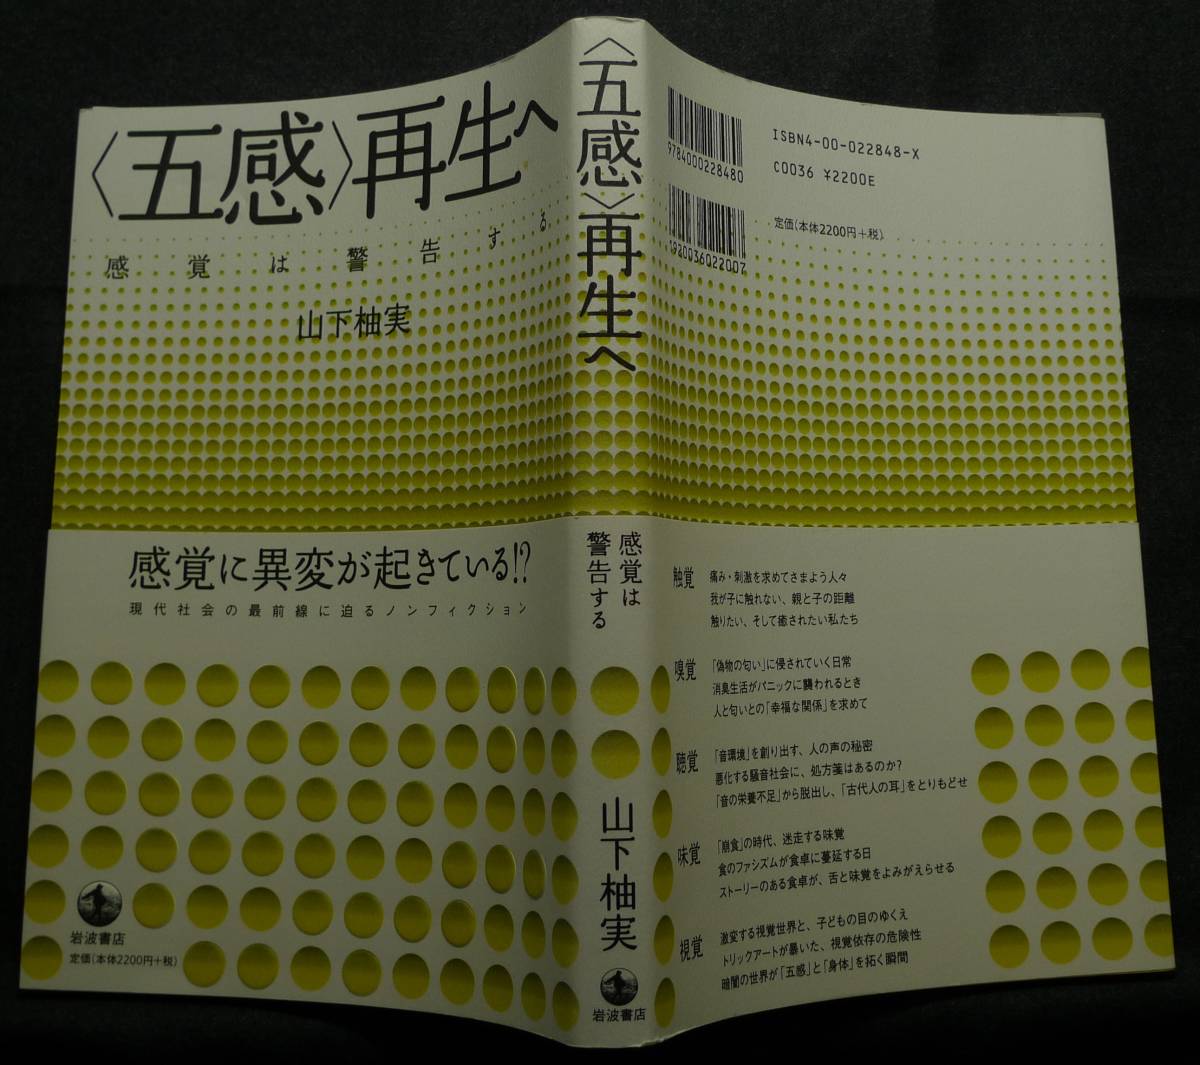 〈五感〉再生へ
感覚は警告する
山下柚実
感覚に異変が起きている!?
現代社会の最前線に迫るノンフィクション
岩波書店
定価(本体2200円+税)
〈五感〉再生へ
感覚は
警告する
山下柚実
岩波書店
9784000228480
1920036022007
ISBN4-00-022848-X
C0036 ¥2200E
定価(本体2200円+税)
触覚
痛み・刺激を求めてさまよう人々
我が子に触れない、親と子の距離
触りたい、そして癒されたい私たち
嗅覚
「偽物の匂い」に侵されていく日常
消臭生活がパニックに襲われるとき
人と匂いとの「幸福な関係」を求めて
聴覚
「音環境」を創り出す、人の声の秘密
悪化する騒音社会に、処方箋はあるのか?
「音の栄養不足」から脱出し、「古代人の耳」をとりもどせ
味覚
「崩食」の時代、迷走する味覚
食のファシズムが食卓に蔓延する日
ストーリーのある食卓が、舌と味覚をよみがえらせる
視覚
激変する視覚世界と、子どもの目のゆくえ
トリックアートが暴いた、視覚依存の危険性
暗闇の世界が「五感」と「身体」を拓く瞬間